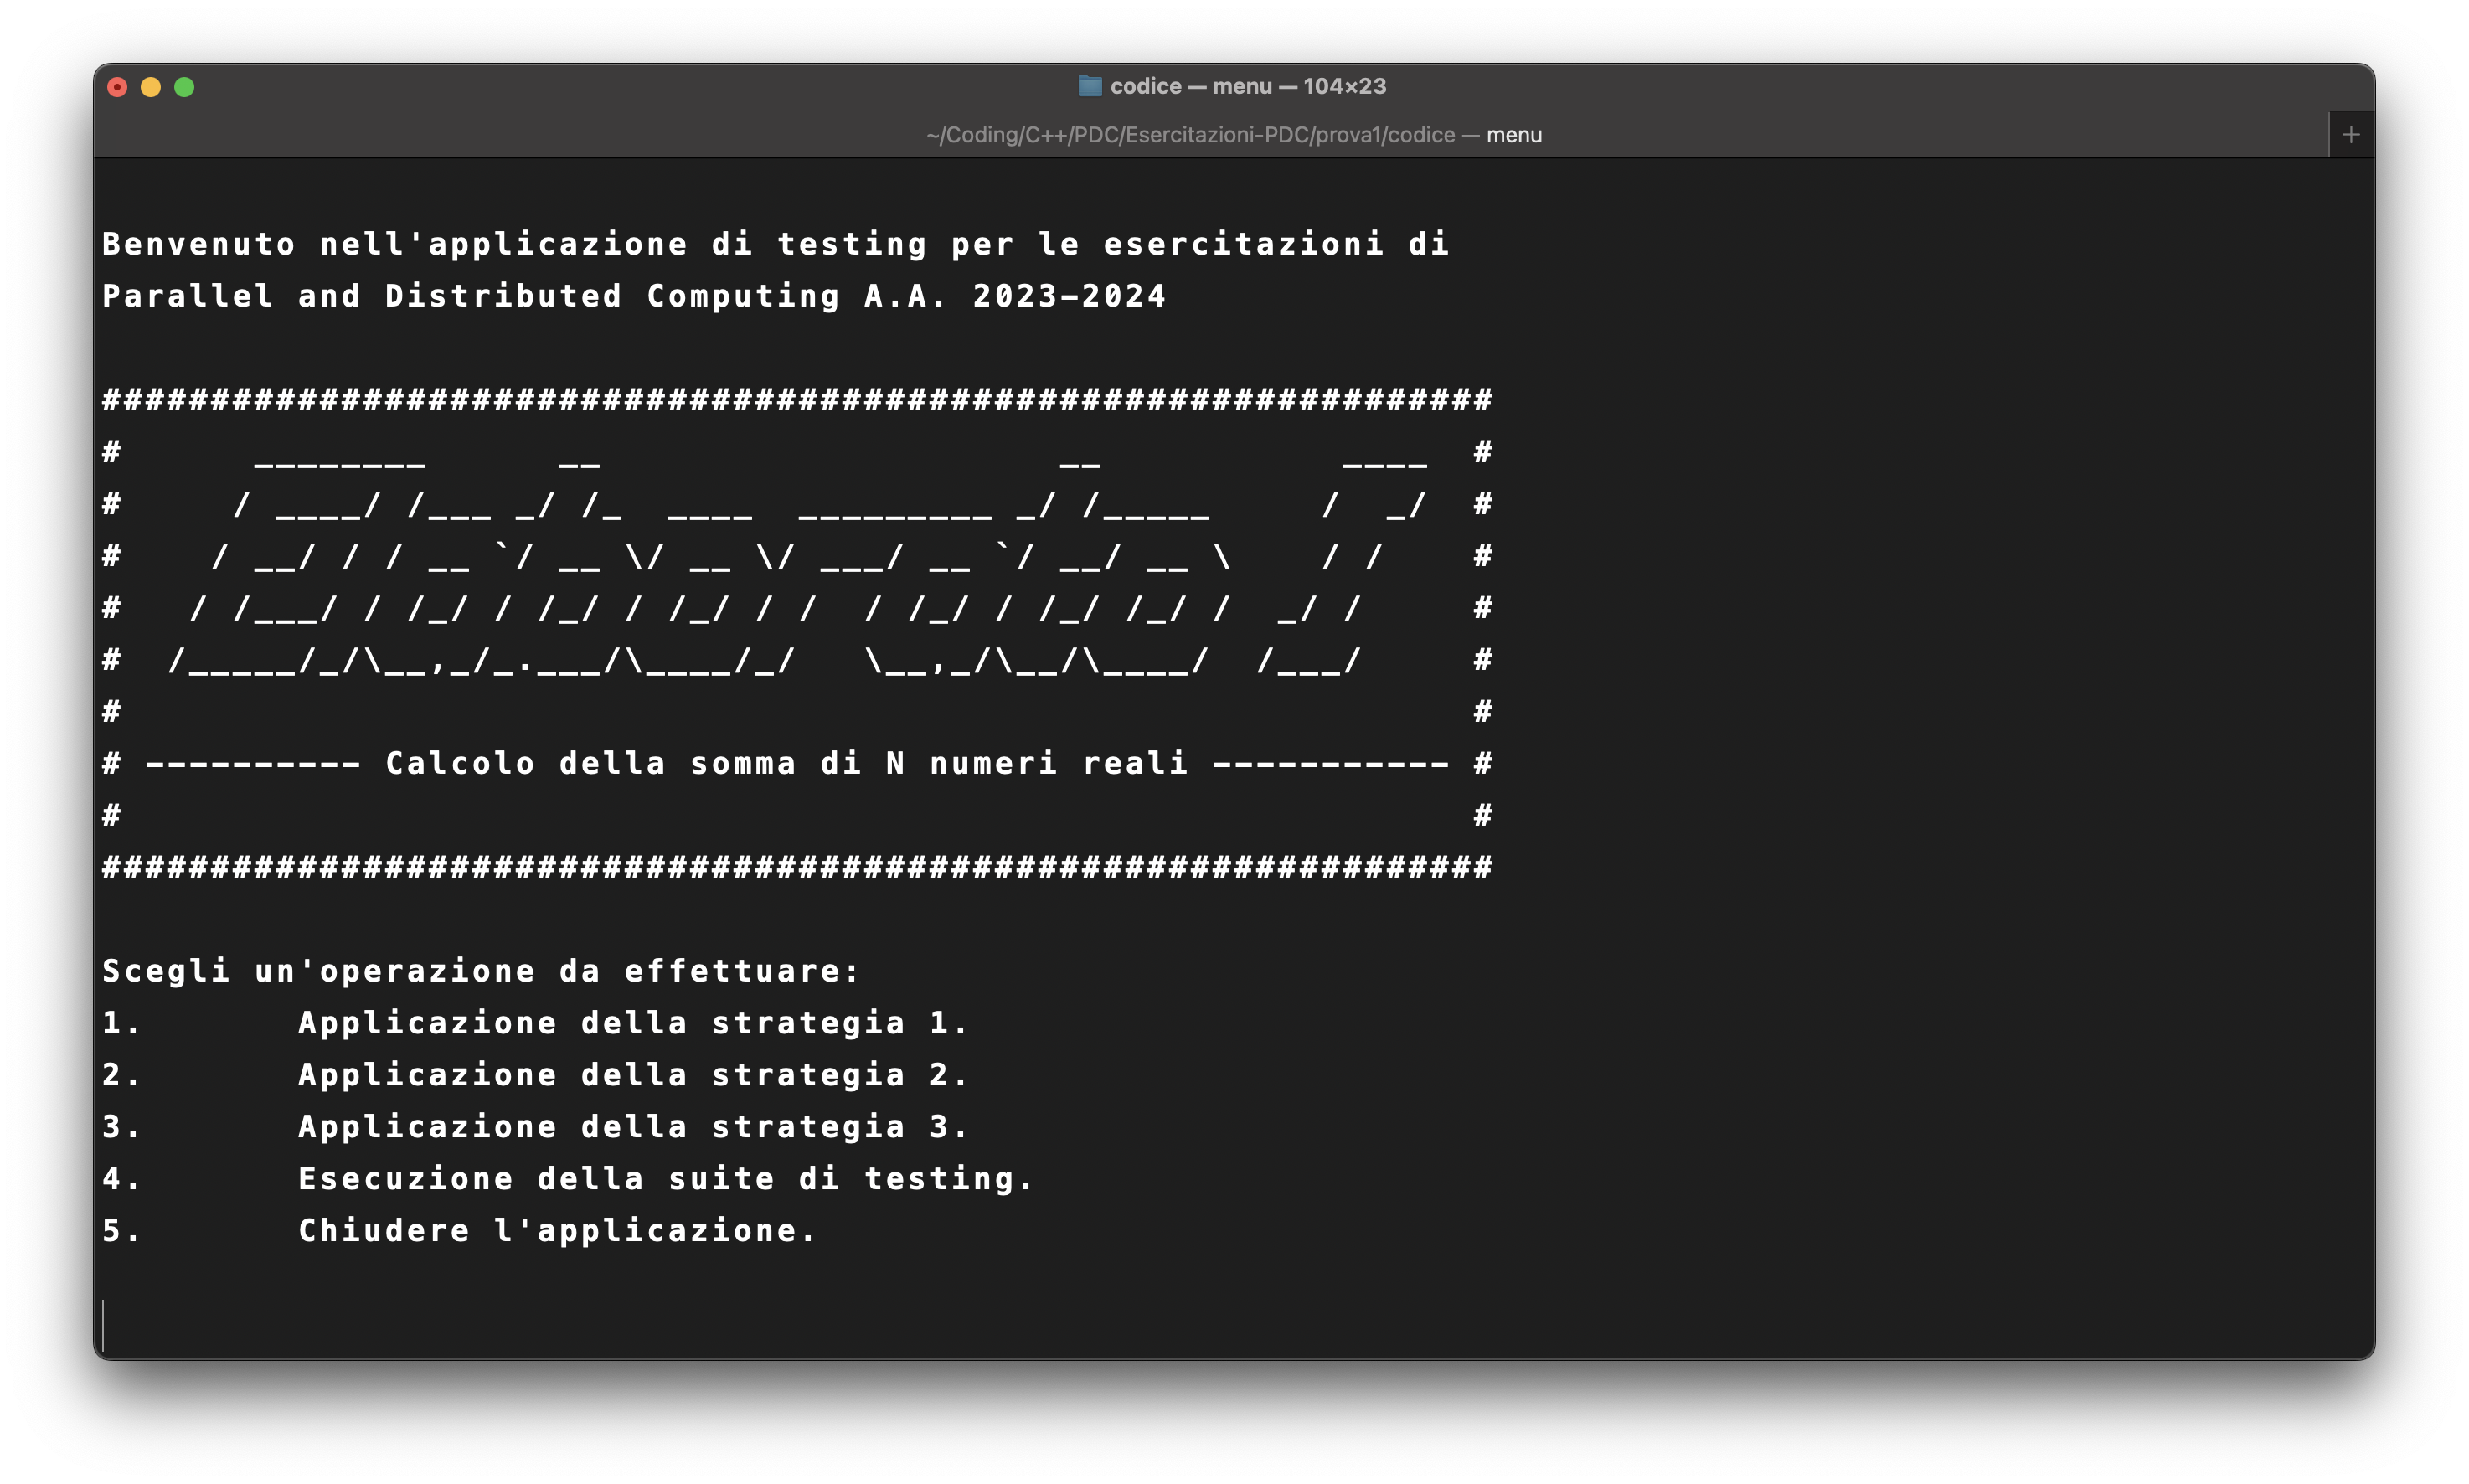 codice — menu — 104×23
~/Coding/C++/PDC/Esercitazioni-PDC/prova1/codice — menu
+
Benvenuto nell'applicazione di testing per le esercitazioni di
Parallel and Distributed Computing A.A. 2023-2024
################################################################
#      ________      __                     __           ____  #
#     / ____/ /___ _/ /_  ____  _________ _/ /_____     /  _/  #
#    / __/ / / __ `/ __ \/ __ \/ ___/ __ `/ __/ __ \    / /    #
#   / /___/ / /_/ / /_/ / /_/ / /  / /_/ / /_/ /_/ /  _/ /     #
#  /_____/_/\__,_/_.___/\____/_/   \__,_/\__/\____/  /___/     #
#                                                              #
# ---------- Calcolo della somma di N numeri reali ----------- #
#                                                              #
################################################################
Scegli un'operazione da effettuare:
1.       Applicazione della strategia 1.
2.       Applicazione della strategia 2.
3.       Applicazione della strategia 3.
4.       Esecuzione della suite di testing.
5.       Chiudere l'applicazione.